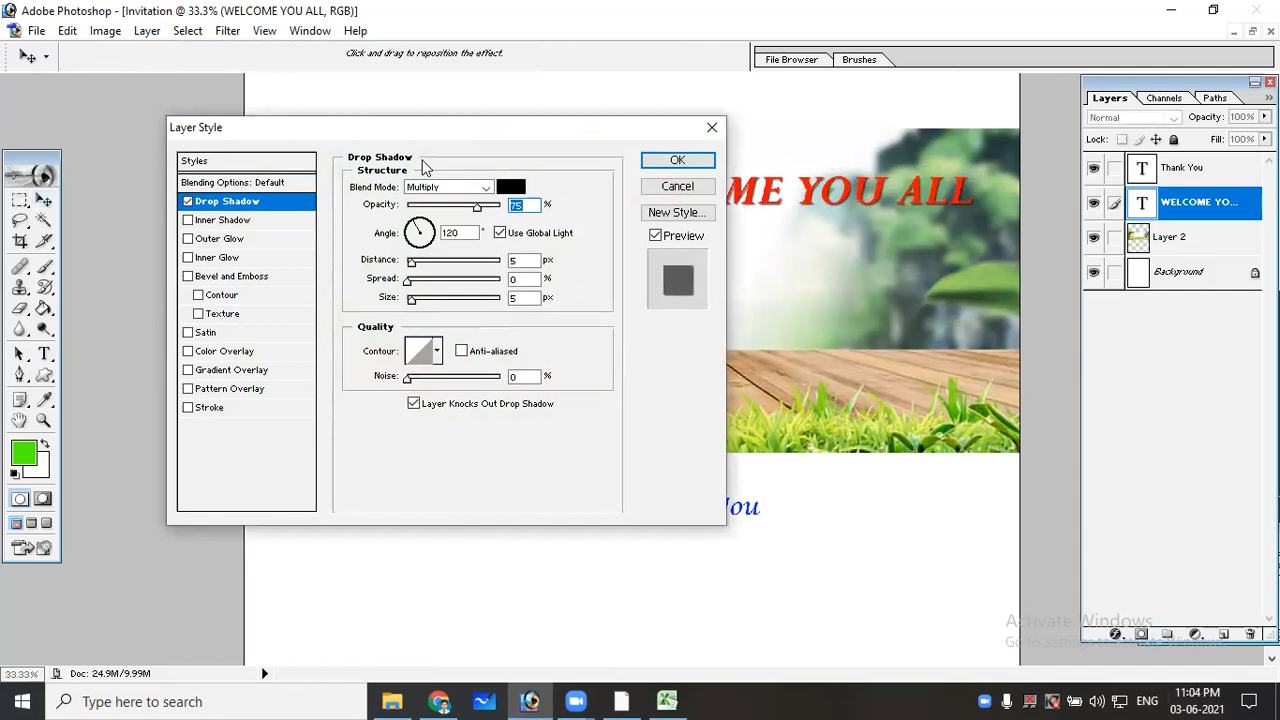 Adobe Photoshop - [Invitation @ 33.3% (WELCOME YOU ALL, RGB)]
File Edit Image Layer Select Filter View Window Help
Click and drag to reposition the effect.
File Browser Brushes
Layer Style
Styles
Blending Options: Default
Drop Shadow
Inner Shadow
Outer Glow
Inner Glow
Bevel and Emboss
Contour
Texture
Satin
Color Overlay
Gradient Overlay
Pattern Overlay
Stroke
Drop Shadow
Structure
Blend Mode: Multiply
Opacity: 75 %
Angle: 120 ° Use Global Light
Distance: 5 px
Spread: 0 %
Size: 5 px
Quality
Contour: Anti-aliased
Noise: 0 %
Layer Knocks Out Drop Shadow
OK
Cancel
New Style...
Preview
ME YOU ALL
You
Layers Channels Paths
Normal Opacity: 100%
Lock: Fill: 100%
T Thank You
T WELCOME YO...
Layer 2
Background
Activate Windows
Go to Settings to Activate Windows.
33.33% Doc: 24.9M/9.99M
Type here to search
ENG
11:04 PM
03-06-2021